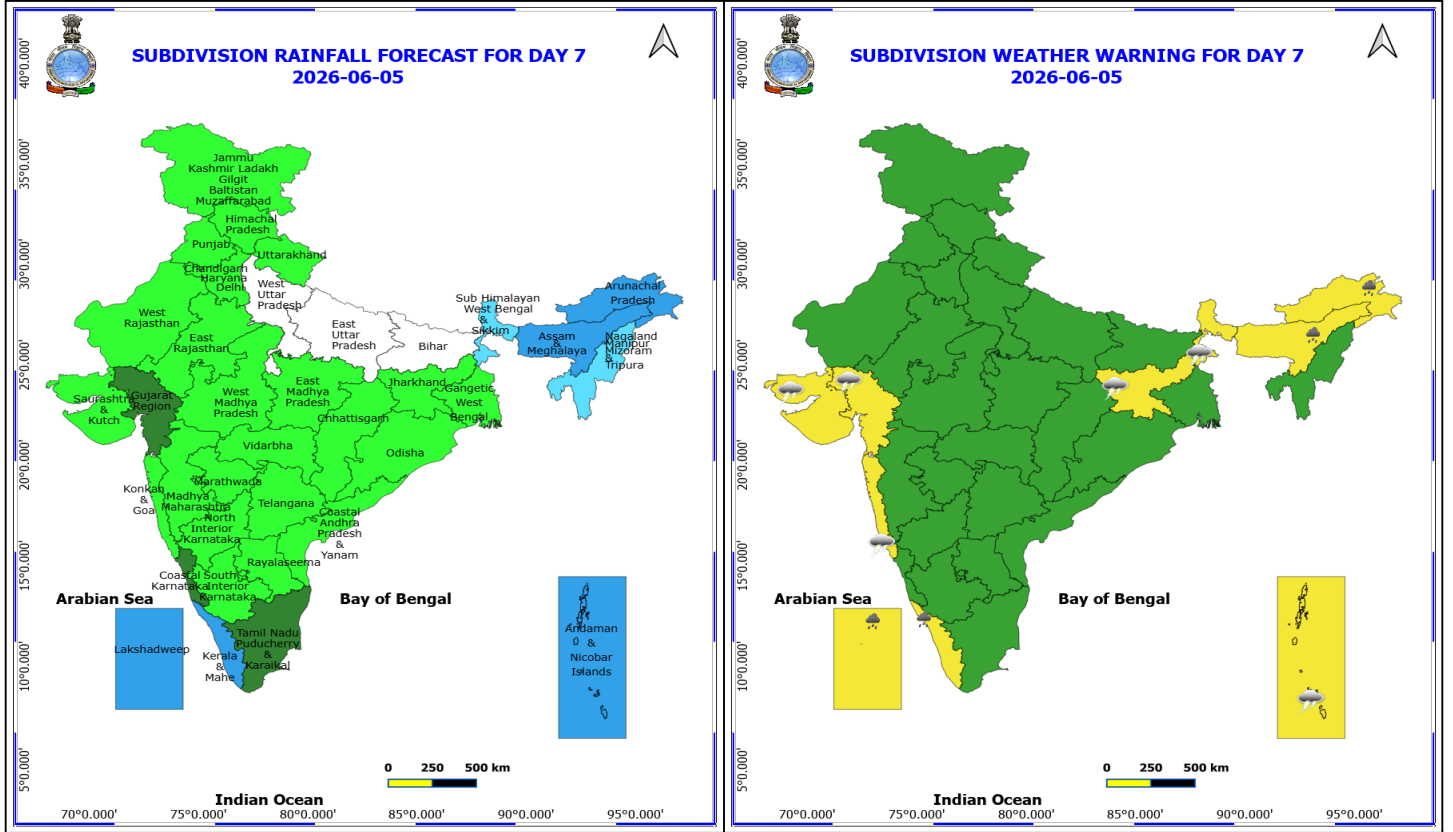 SUBDIVISION RAINFALL FORECAST FOR DAY 7
2026-06-05
40°0.000'
35°0.000'
30°0.000'
25°0.000'
20°0.000'
15°0.000'
10°0.000'
5°0.000'
Jammu
Kashmir Ladakh
Gilgit
Baltistan
Muzaffarabad
Himachal
Pradesh
Punjab
Uttarakhand
Chandigarh
Haryana
Delhi
West
Uttar
Pradesh
West
Rajasthan
East
Rajasthan
East
Uttar
Pradesh
Bihar
Sub Himalayan
West Bengal
&
Sikkim
Arunachal
Pradesh
Assam
&
Meghalaya
Nagaland
Manipur
Mizoram
&
Tripura
Saurashtra
&
Kutch
Gujarat
Region
West
Madhya
Pradesh
East
Madhya
Pradesh
Jharkhand
Gangetic
West
Bengal
Chhattisgarh
Vidarbha
Odisha
Konkan
&
Goa
Marathwada
Madhya
Maharashtra
North
Interior
Karnataka
Telangana
Coastal
Andhra
Pradesh
&
Yanam
Rayalaseema
Coastal
Karnataka
South
Interior
Karnataka
Arabian Sea
Bay of Bengal
Lakshadweep
Kerala
&
Mahe
Tamil Nadu
Puducherry
&
Karaikal
Andaman
&
Nicobar
Islands
0 250 500 km
Indian Ocean
70°0.000' 75°0.000' 80°0.000' 85°0.000' 90°0.000' 95°0.000'
SUBDIVISION WEATHER WARNING FOR DAY 7
2026-06-05
40°0.000'
35°0.000'
30°0.000'
25°0.000'
20°0.000'
15°0.000'
10°0.000'
5°0.000'
Arabian Sea
Bay of Bengal
0 250 500 km
Indian Ocean
70°0.000' 75°0.000' 80°0.000' 85°0.000' 90°0.000' 95°0.000'